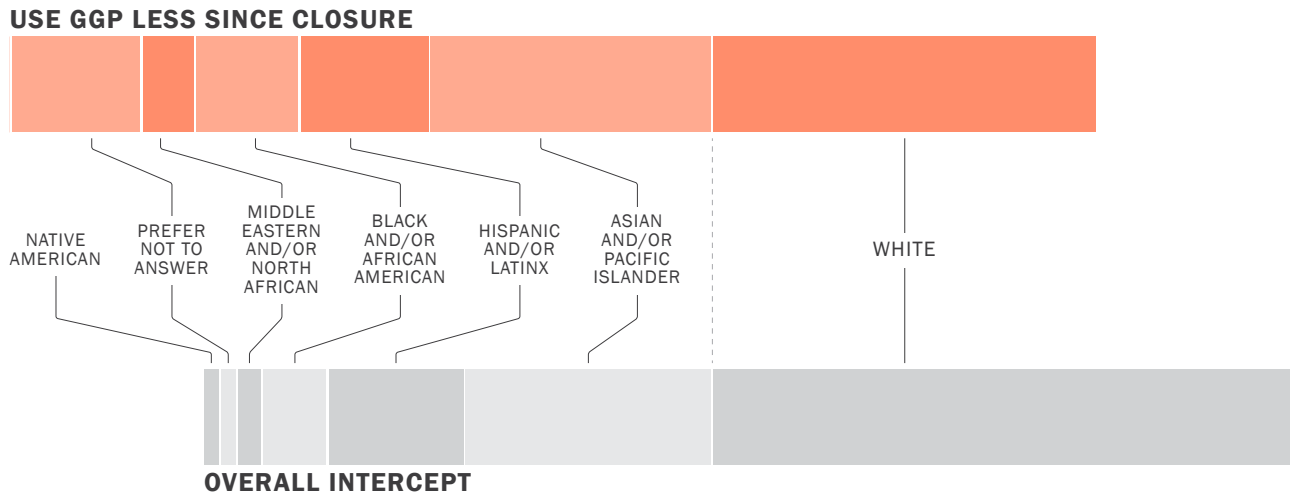 USE GGP LESS SINCE CLOSURE
NATIVE
AMERICAN
PREFER
NOT TO
ANSWER
MIDDLE
EASTERN
AND/OR
NORTH
AFRICAN
BLACK
AND/OR
AFRICAN
AMERICAN
HISPANIC
AND/OR
LATINX
ASIAN
AND/OR
PACIFIC
ISLANDER
WHITE
OVERALL INTERCEPT